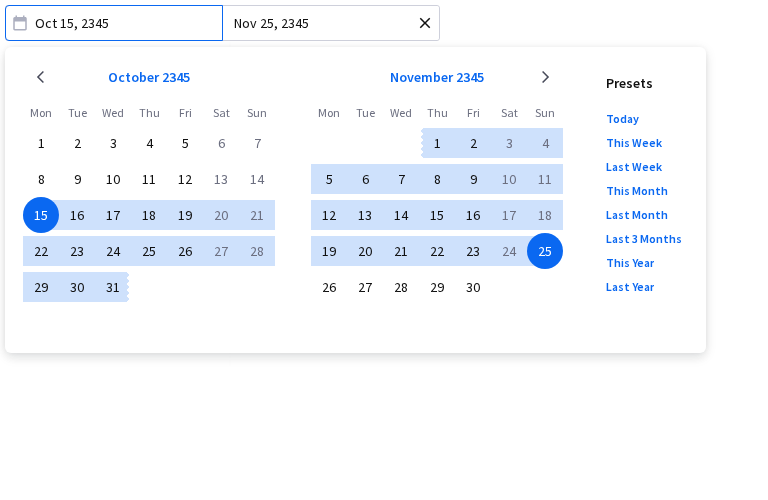 Oct 15, 2345 Nov 25, 2345
October 2345
Mon Tue Wed Thu Fri Sat Sun
1 2 3 4 5 6 7
8 9 10 11 12 13 14
15 16 17 18 19 20 21
22 23 24 25 26 27 28
29 30 31
November 2345
Mon Tue Wed Thu Fri Sat Sun
1 2 3 4
5 6 7 8 9 10 11
12 13 14 15 16 17 18
19 20 21 22 23 24 25
26 27 28 29 30
Presets
Today
This Week
Last Week
This Month
Last Month
Last 3 Months
This Year
Last Year